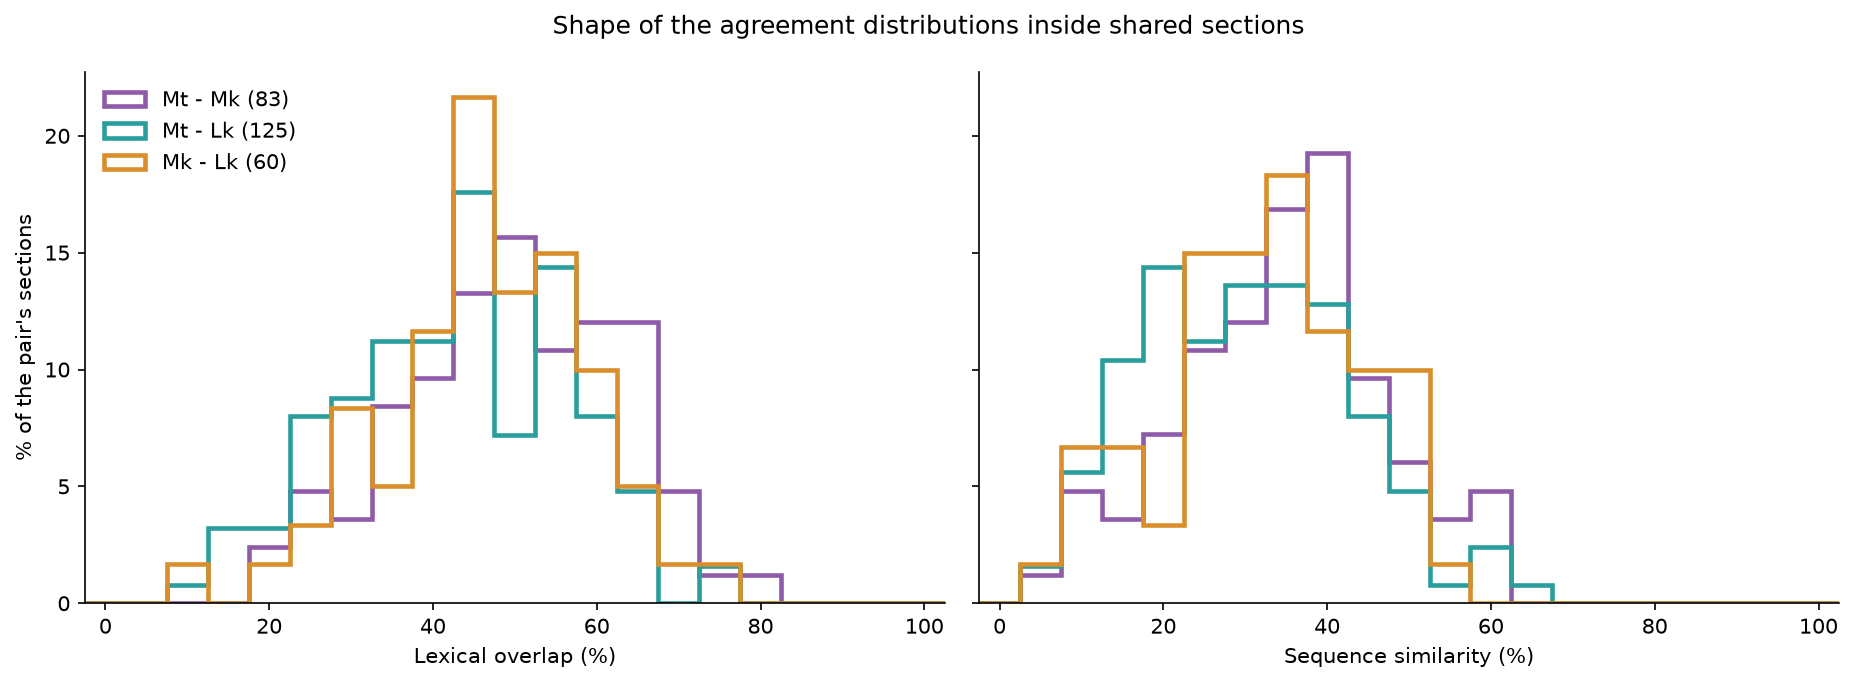 Shape of the agreement distributions inside shared sections
Mt - Mk (83)
Mt - Lk (125)
Mk - Lk (60)
% of the pair's sections
20
15
10
5
0
0 20 40 60 80 100
Lexical overlap (%)
0 20 40 60 80 100
Sequence similarity (%)